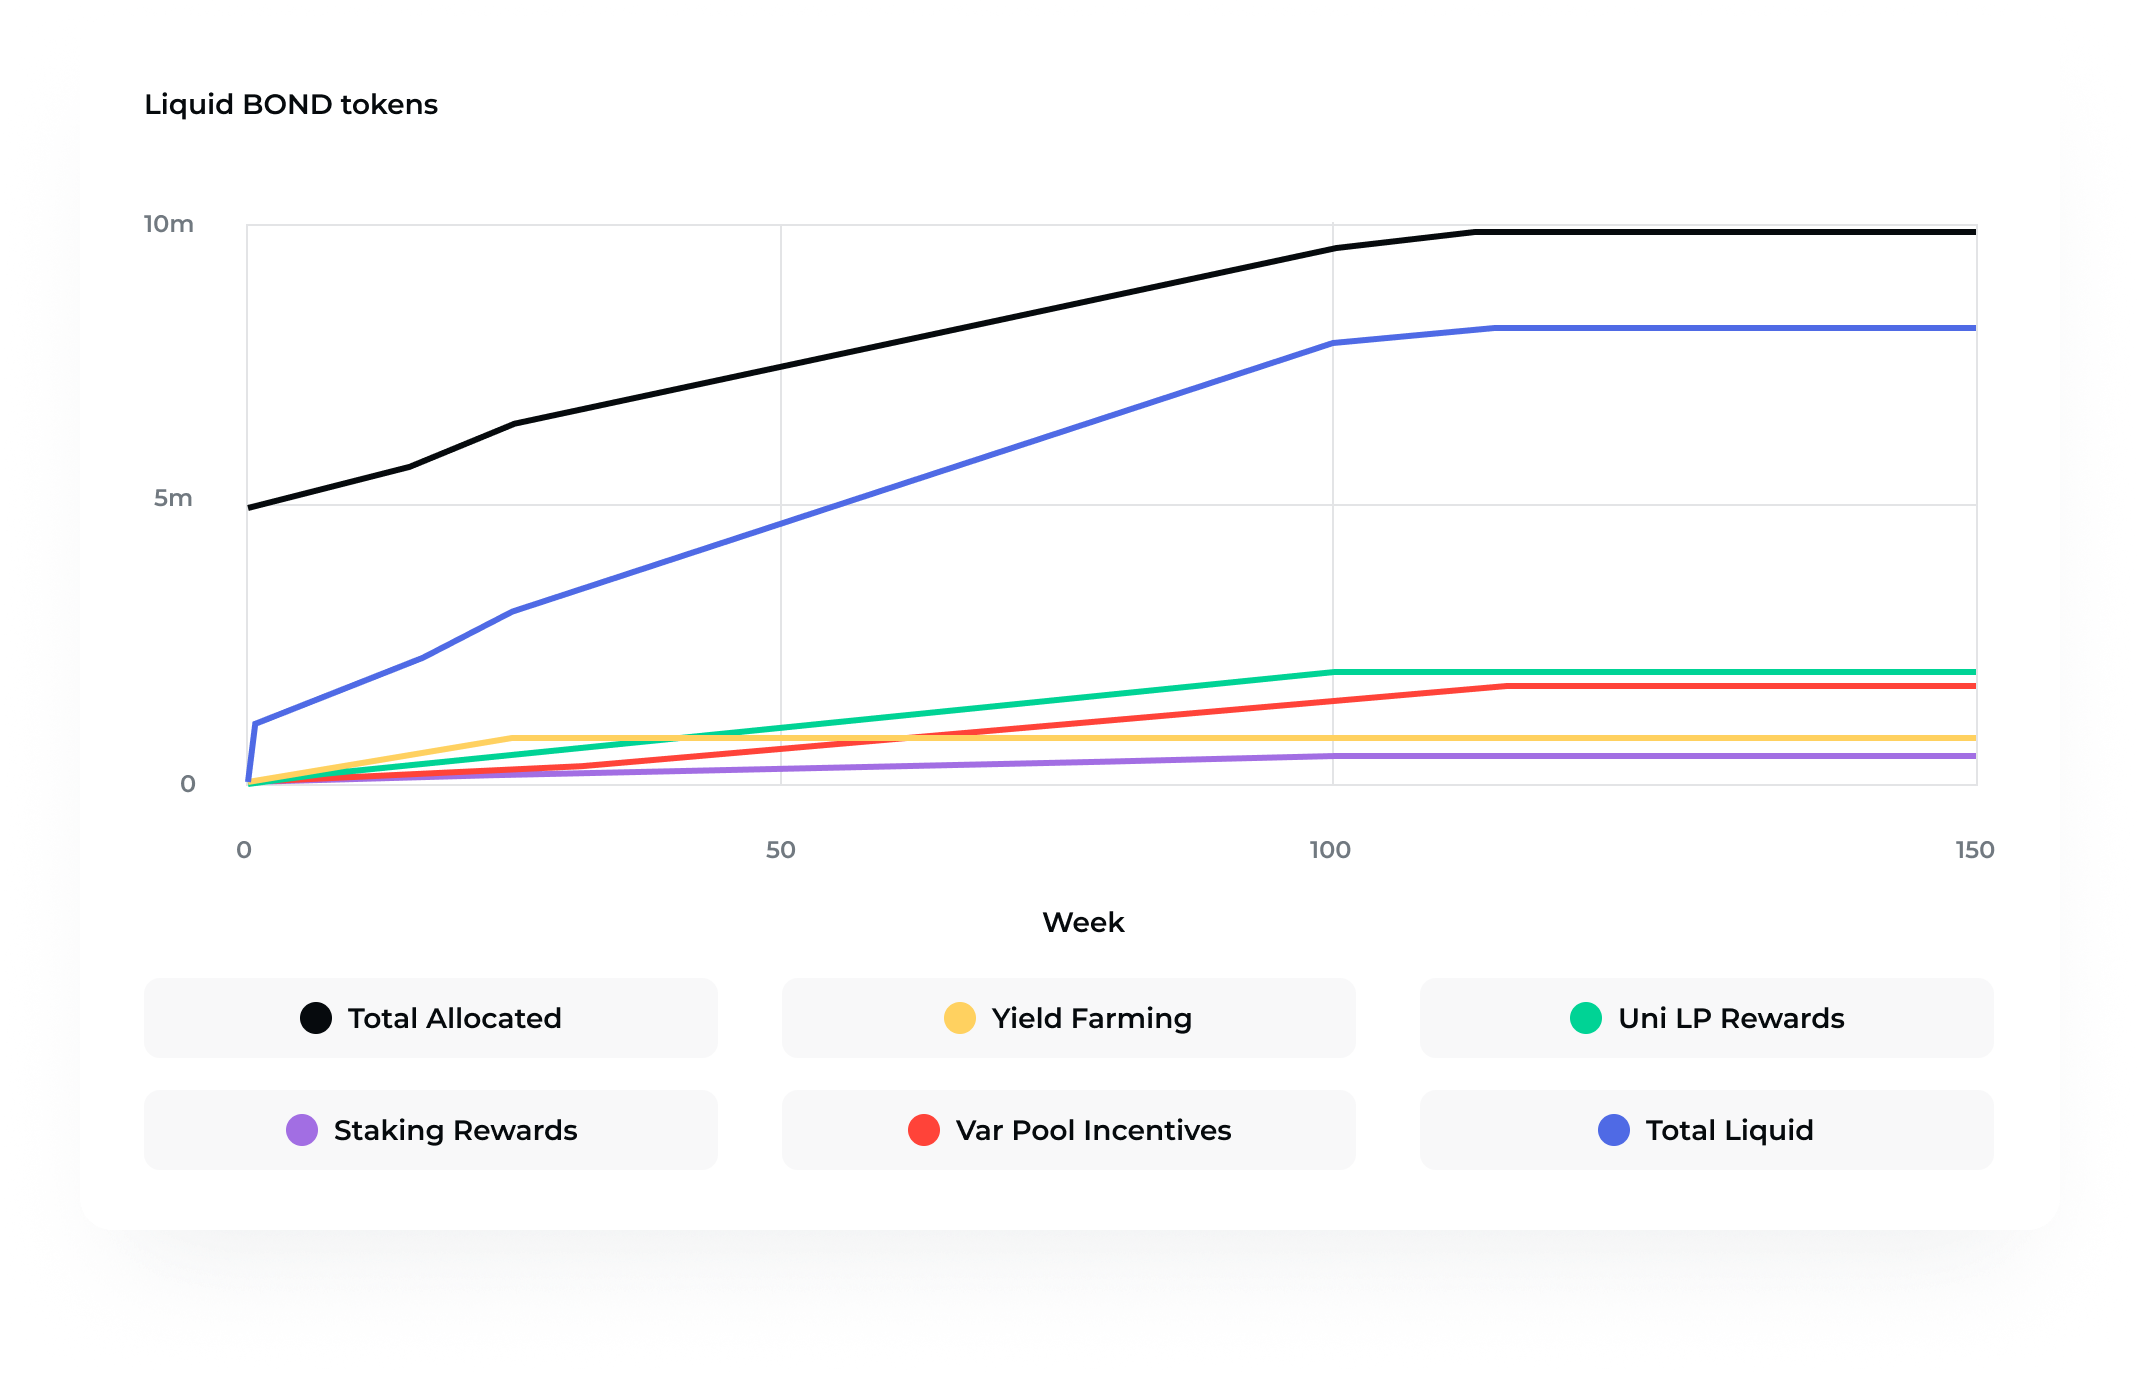 Liquid BOND tokens
10m
5m
0
0 50 100 150
Week
Total Allocated
Yield Farming
Uni LP Rewards
Staking Rewards
Var Pool Incentives
Total Liquid